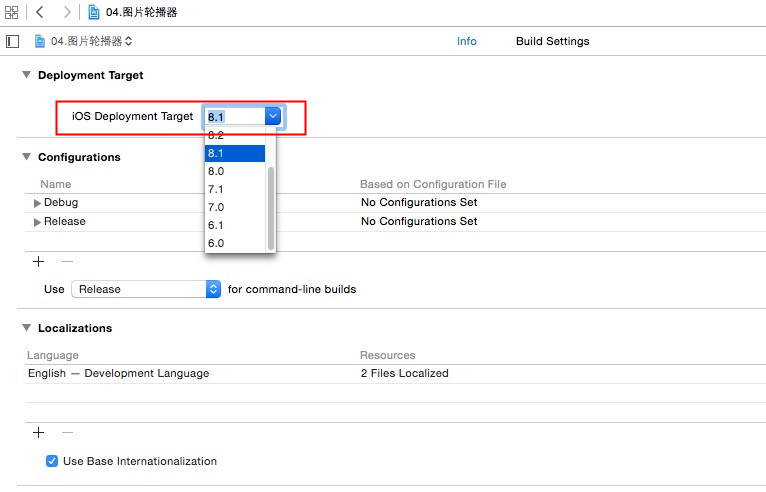 04.图片轮播器
04.图片轮播器
Info Build Settings
Deployment Target
iOS Deployment Target 8.1
8.2
8.1
8.0
7.1
7.0
6.1
6.0
Configurations
Name Based on Configuration File
Debug No Configurations Set
Release No Configurations Set
Use Release for command-line builds
Localizations
Language Resources
English — Development Language 2 Files Localized
Use Base Internationalization